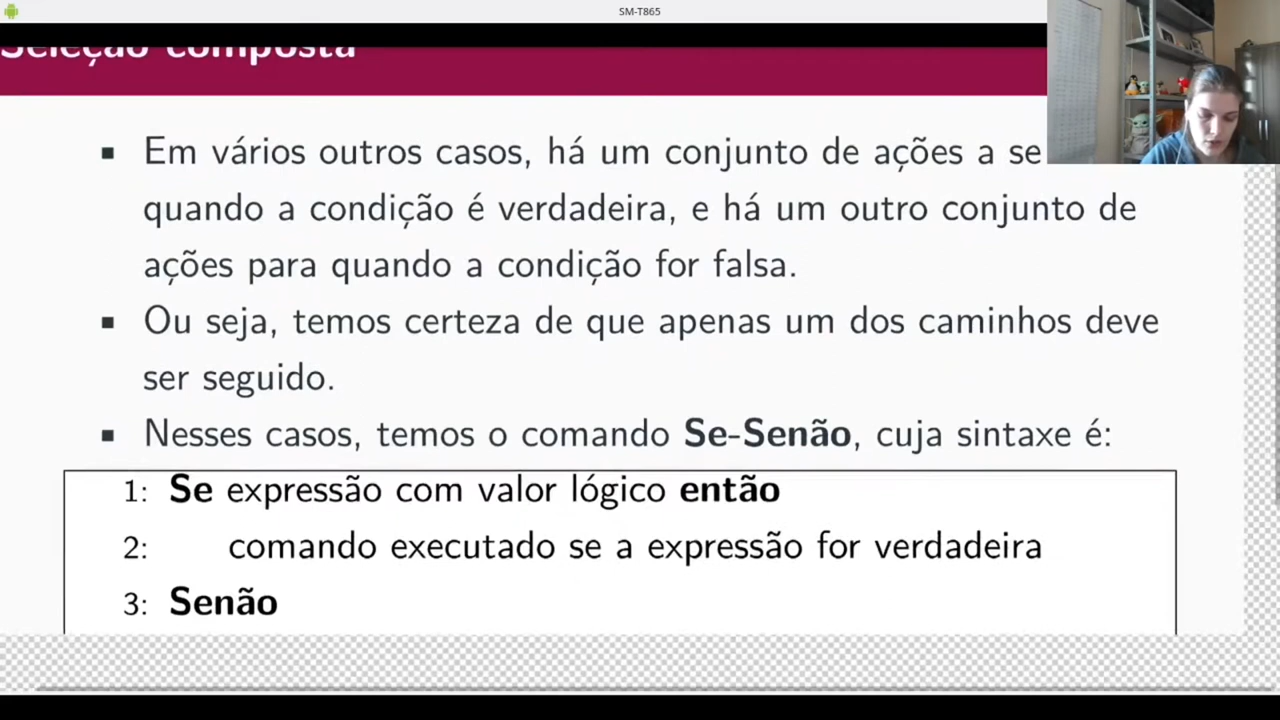 SM-T865
Seleção composta
▪ Em vários outros casos, há um conjunto de ações a se
quando a condição é verdadeira, e há um outro conjunto de
ações para quando a condição for falsa.
▪ Ou seja, temos certeza de que apenas um dos caminhos deve
ser seguido.
▪ Nesses casos, temos o comando Se-Senão, cuja sintaxe é:
1: Se expressão com valor lógico então
2: comando executado se a expressão for verdadeira
3: Senão